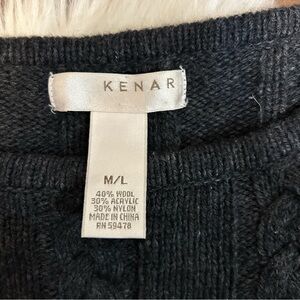 KENAR
M/L
40% WOOL
30% ACRYLIC
30% NYLON
MADE IN CHINA
RN 59478